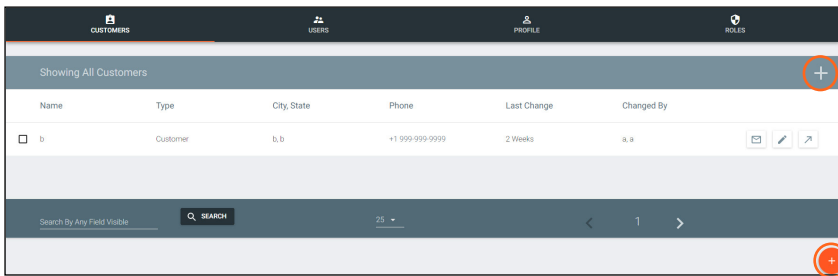 CUSTOMERS USERS PROFILE ROLES
Showing All Customers +
Name Type City, State Phone Last Change Changed By
b Customer b, b +1 999-999-9999 2 Weeks a, a
Search By Any Field Visible SEARCH 25 1
+